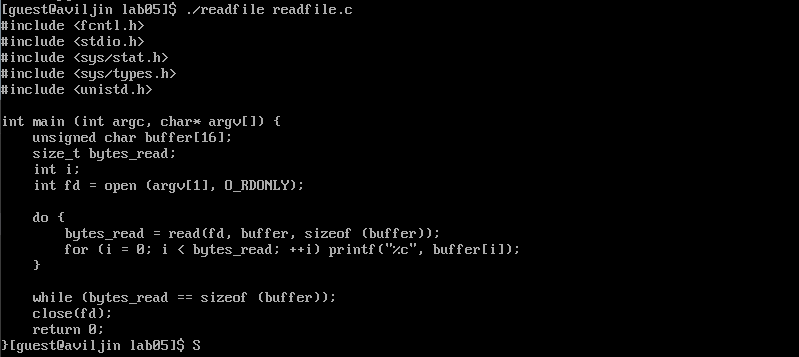 [guest@aviljin lab05]$ ./readfile readfile.c
#include <fcntl.h>
#include <stdio.h>
#include <sys/stat.h>
#include <sys/types.h>
#include <unistd.h>

int main (int argc, char* argv[]) {
    unsigned char buffer[16];
    size_t bytes_read;
    int i;
    int fd = open (argv[1], O_RDONLY);

    do {
        bytes_read = read(fd, buffer, sizeof (buffer));
        for (i = 0; i < bytes_read; ++i) printf("%c", buffer[i]);
    }

    while (bytes_read == sizeof (buffer));
    close(fd);
    return 0;
}[guest@aviljin lab05]$ S